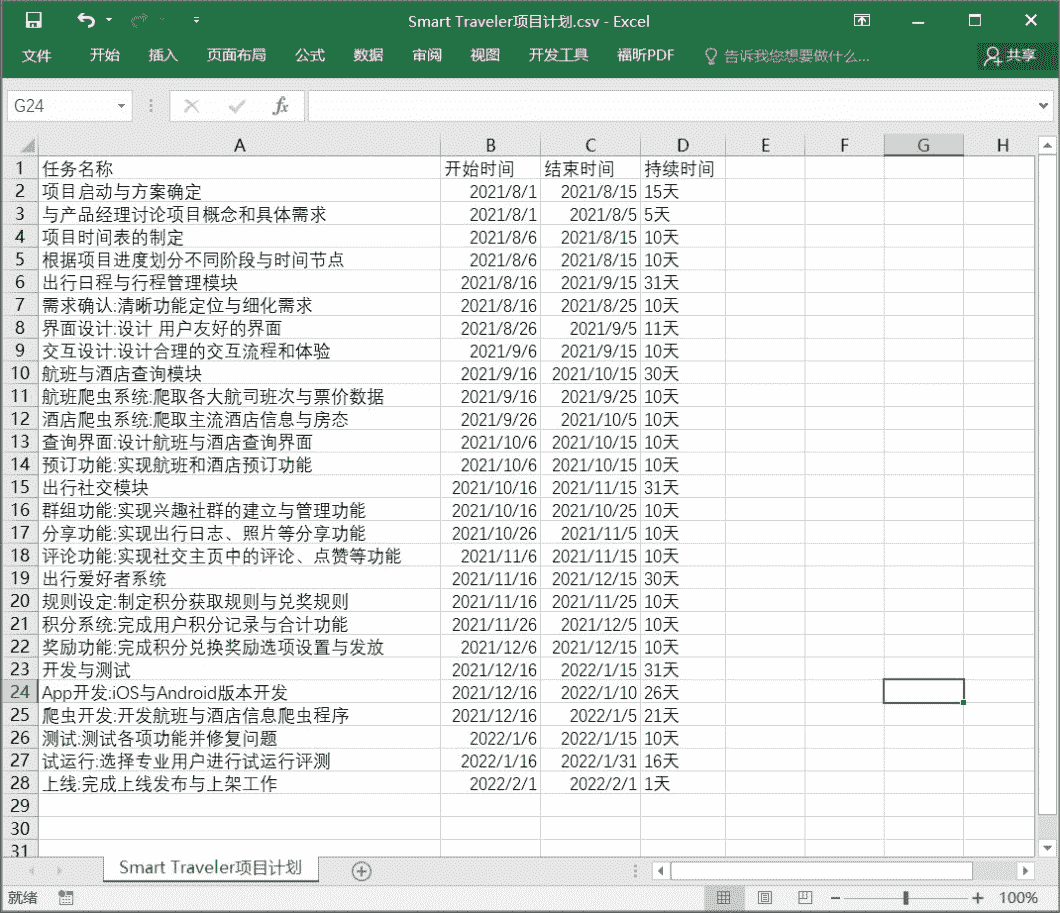 Smart Traveler项目计划.csv - Excel
文件 开始 插入 页面布局 公式 数据 审阅 视图 开发工具 福昕PDF 告诉我您想要做什么... 共享
G24 fx
A B C D E F G H
1 任务名称 开始时间 结束时间 持续时间
2 项目启动与方案确定 2021/8/1 2021/8/15 15天
3 与产品经理讨论项目概念和具体需求 2021/8/1 2021/8/5 5天
4 项目时间表的制定 2021/8/6 2021/8/15 10天
5 根据项目进度划分不同阶段与时间节点 2021/8/6 2021/8/15 10天
6 出行日程与行程管理模块 2021/8/16 2021/9/15 31天
7 需求确认:清晰功能定位与细化需求 2021/8/16 2021/8/25 10天
8 界面设计:设计 用户友好的界面 2021/8/26 2021/9/5 11天
9 交互设计:设计合理的交互流程和体验 2021/9/6 2021/9/15 10天
10 航班与酒店查询模块 2021/9/16 2021/10/15 30天
11 航班爬虫系统:爬取各大航司班次与票价数据 2021/9/16 2021/9/25 10天
12 酒店爬虫系统:爬取主流酒店信息与房态 2021/9/26 2021/10/5 10天
13 查询界面:设计航班与酒店查询界面 2021/10/6 2021/10/15 10天
14 预订功能:实现航班和酒店预订功能 2021/10/6 2021/10/15 10天
15 出行社交模块 2021/10/16 2021/11/15 31天
16 群组功能:实现兴趣社群的建立与管理功能 2021/10/16 2021/10/25 10天
17 分享功能:实现出行日志、照片等分享功能 2021/10/26 2021/11/5 10天
18 评论功能:实现社交主页中的评论、点赞等功能 2021/11/6 2021/11/15 10天
19 出行爱好者系统 2021/11/16 2021/12/15 30天
20 规则设定:制定积分获取规则与兑奖规则 2021/11/16 2021/11/25 10天
21 积分系统:完成用户积分记录与合计功能 2021/11/26 2021/12/5 10天
22 奖励功能:完成积分兑换奖励选项设置与发放 2021/12/6 2021/12/15 10天
23 开发与测试 2021/12/16 2022/1/15 31天
24 App开发:iOS与Android版本开发 2021/12/16 2022/1/10 26天
25 爬虫开发:开发航班与酒店信息爬虫程序 2021/12/16 2022/1/5 21天
26 测试:测试各项功能并修复问题 2022/1/6 2022/1/15 10天
27 试运行:选择专业用户进行试运行评测 2022/1/16 2022/1/31 16天
28 上线:完成上线发布与上架工作 2022/2/1 2022/2/1 1天
29
30
31
Smart Traveler项目计划
就绪 100%